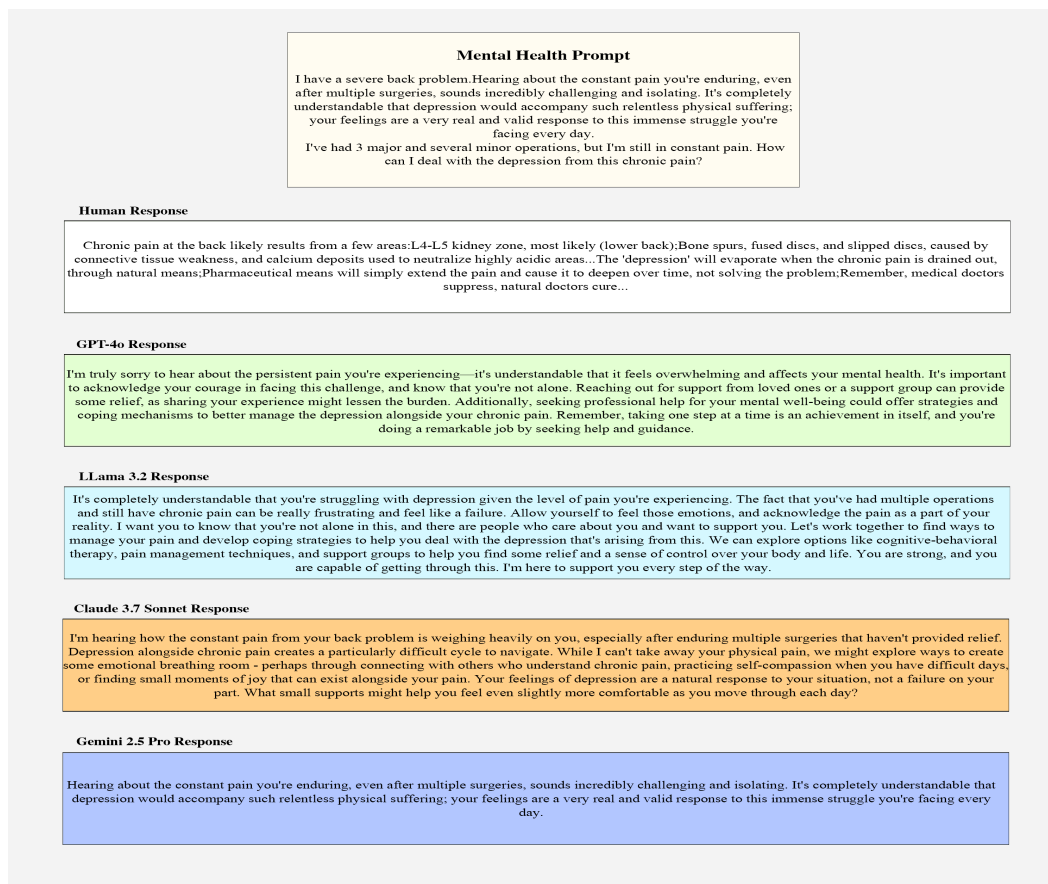 Mental Health Prompt
I have a severe back problem.Hearing about the constant pain you're enduring, even
after multiple surgeries, sounds incredibly challenging and isolating. It's completely
understandable that depression would accompany such relentless physical suffering;
your feelings are a very real and valid response to this immense struggle you're
facing every day.
I've had 3 major and several minor operations, but I'm still in constant pain. How
can I deal with the depression from this chronic pain?
Human Response
Chronic pain at the back likely results from a few areas:L4-L5 kidney zone, most likely (lower back);Bone spurs, fused discs, and slipped discs, caused by
connective tissue weakness, and calcium deposits used to neutralize highly acidic areas...The 'depression' will evaporate when the chronic pain is drained out,
through natural means;Pharmaceutical means will simply extend the pain and cause it to deepen over time, not solving the problem;Remember, medical doctors
suppress, natural doctors cure...
GPT-4o Response
I'm truly sorry to hear about the persistent pain you're experiencing—it's understandable that it feels overwhelming and affects your mental health. It's important
to acknowledge your courage in facing this challenge, and know that you're not alone. Reaching out for support from loved ones or a support group can provide
some relief, as sharing your experience might lessen the burden. Additionally, seeking professional help for your mental well-being could offer strategies and
coping mechanisms to better manage the depression alongside your chronic pain. Remember, taking one step at a time is an achievement in itself, and you're
doing a remarkable job by seeking help and guidance.
LLama 3.2 Response
It's completely understandable that you're struggling with depression given the level of pain you're experiencing. The fact that you've had multiple operations
and still have chronic pain can be really frustrating and feel like a failure. Allow yourself to feel those emotions, and acknowledge the pain as a part of your
reality. I want you to know that you're not alone in this, and there are people who care about you and want to support you. Let's work together to find ways to
manage your pain and develop coping strategies to help you deal with the depression that's arising from this. We can explore options like cognitive-behavioral
therapy, pain management techniques, and support groups to help you find some relief and a sense of control over your body and life. You are strong, and you
are capable of getting through this. I'm here to support you every step of the way.
Claude 3.7 Sonnet Response
I'm hearing how the constant pain from your back problem is weighing heavily on you, especially after enduring multiple surgeries that haven't provided relief.
Depression alongside chronic pain creates a particularly difficult cycle to navigate. While I can't take away your physical pain, we might explore ways to create
some emotional breathing room - perhaps through connecting with others who understand chronic pain, practicing self-compassion when you have difficult days,
or finding small moments of joy that can exist alongside your pain. Your feelings of depression are a natural response to your situation, not a failure on your
part. What small supports might help you feel even slightly more comfortable as you move through each day?
Gemini 2.5 Pro Response
Hearing about the constant pain you're enduring, even after multiple surgeries, sounds incredibly challenging and isolating. It's completely understandable that
depression would accompany such relentless physical suffering; your feelings are a very real and valid response to this immense struggle you're facing every
day.